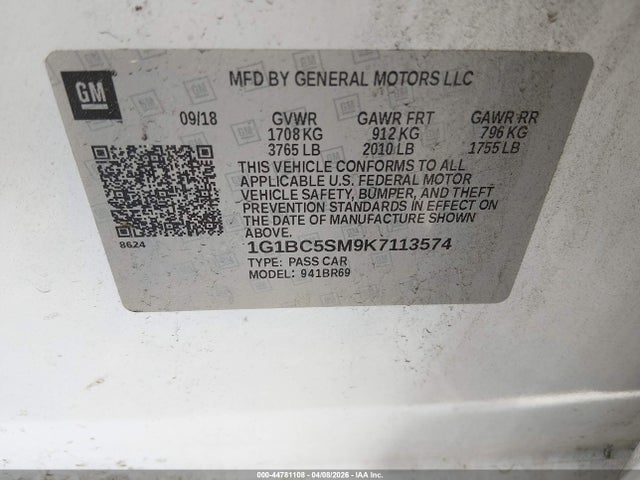 GM
MFD BY GENERAL MOTORS LLC
09/18 GVWR GAWR FRT GAWR RR
1708 KG 912 KG 796 KG
3765 LB 2010 LB 1755 LB
THIS VEHICLE CONFORMS TO ALL
APPLICABLE U.S. FEDERAL MOTOR
VEHICLE SAFETY, BUMPER, AND THEFT
PREVENTION STANDARDS IN EFFECT ON
THE DATE OF MANUFACTURE SHOWN
ABOVE.
8624
1G1BC5SM9K7113574
TYPE: PASS CAR
MODEL: 941BR69
000-44781108 - 04/08/2026 - IAA Inc.